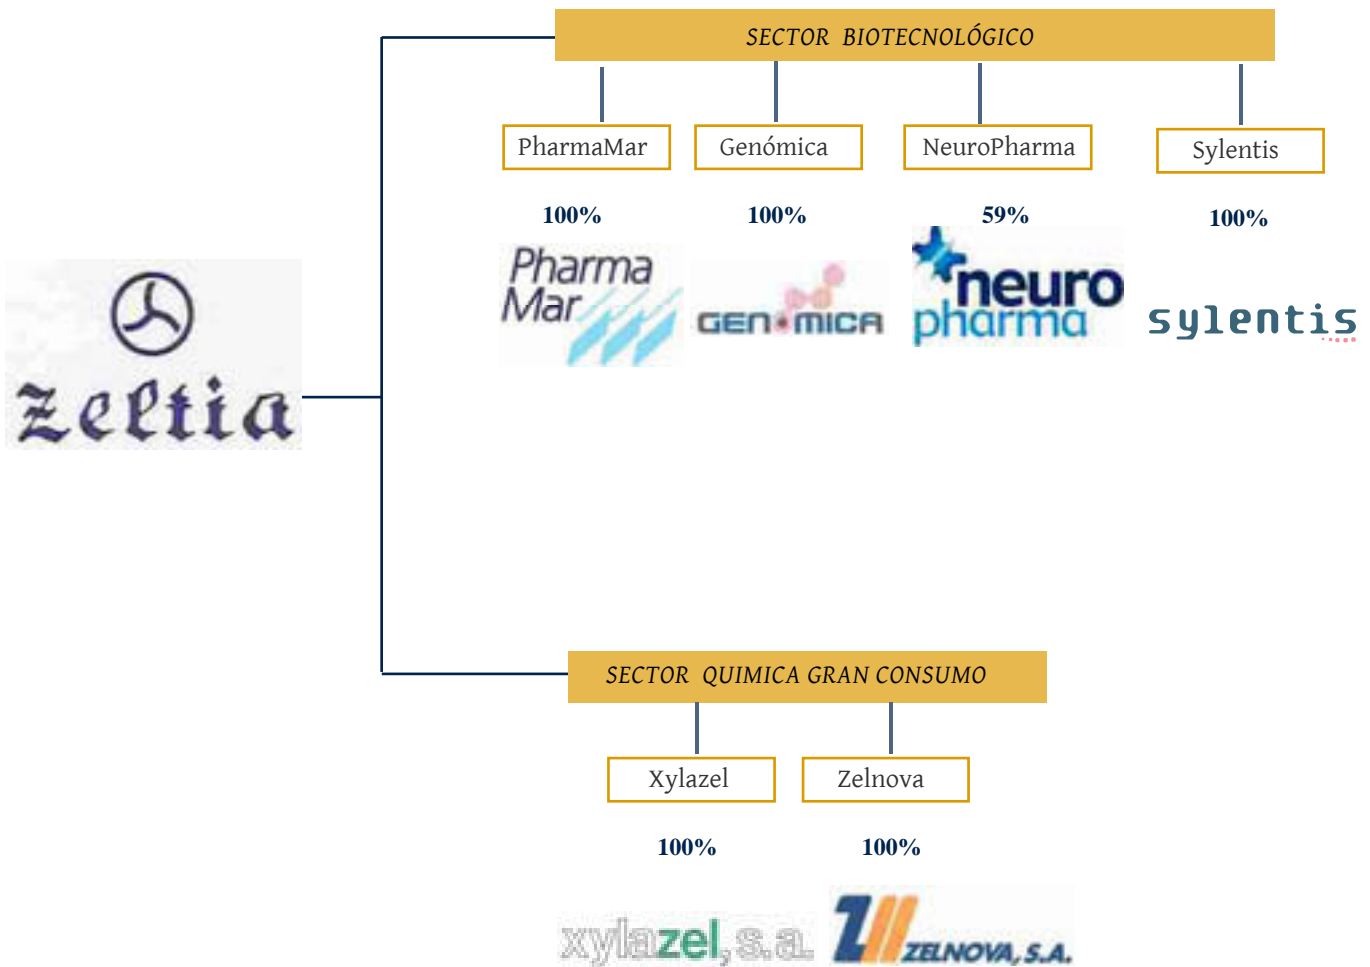 SECTOR BIOTECNOLÓGICO
PharmaMar
Genómica
NeuroPharma
Sylentis
100%
100%
59%
100%
Pharma
Mar
GENOMICA
neuro
pharma
sylentis
zeltia
SECTOR QUIMICA GRAN CONSUMO
Xylazel
Zelnova
100%
100%
xylazel, s.a.
ZELNOVA, S.A.